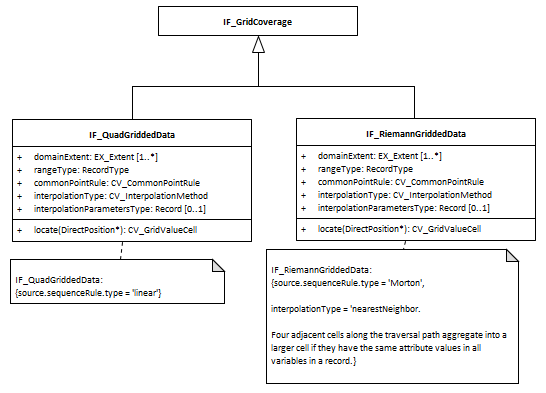 IF_GridCoverage
IF_QuadGriddedData
+ domainExtent: EX_Extent [1..*]
+ rangeType: RecordType
+ commonPointRule: CV_CommonPointRule
+ interpolationType: CV_InterpolationMethod
+ interpolationParametersType: Record [0..1]
+ locate(DirectPosition*): CV_GridValueCell
IF_RiemannGriddedData
+ domainExtent: EX_Extent [1..*]
+ rangeType: RecordType
+ commonPointRule: CV_CommonPointRule
+ interpolationType: CV_InterpolationMethod
+ interpolationParametersType: Record [0..1]
+ locate(DirectPosition*): CV_GridValueCell
IF_QuadGriddedData:
{source.sequenceRule.type = 'linear'}
IF_RiemannGriddedData:
{source.sequenceRule.type = 'Morton',
interpolationType = 'nearestNeighbor.
Four adjacent cells along the traversal path aggregate into a
larger cell if they have the same attribute values in all
variables in a record.}